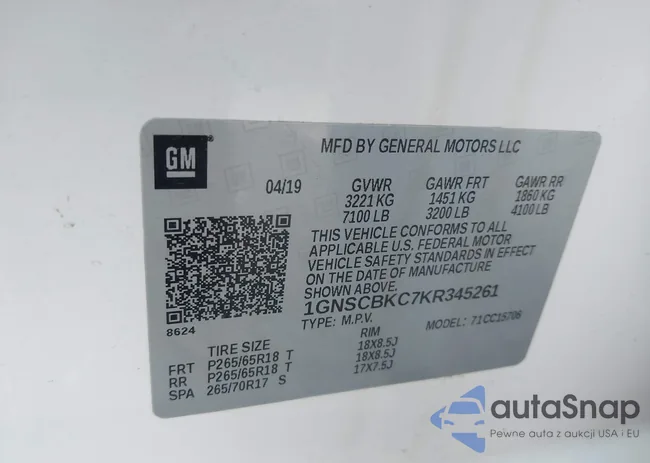 GM
MFD BY GENERAL MOTORS LLC
04/19 GVWR GAWR FRT GAWR RR
3221 KG 1451 KG 1860 KG
7100 LB 3200 LB 4100 LB
THIS VEHICLE CONFORMS TO ALL
APPLICABLE U.S. FEDERAL MOTOR
VEHICLE SAFETY STANDARDS IN EFFECT
ON THE DATE OF MANUFACTURE
SHOWN ABOVE.
1GNSCBKC7KR345261
8624
TYPE: M.P.V. MODEL: 71CC15706
TIRE SIZE RIM
FRT P265/65R18 T 18X8.5J
RR P265/65R18 T 18X8.5J
SPA 265/70R17 S 17X7.5J
autaSnap
Pewne auta z aukcji USA i EU